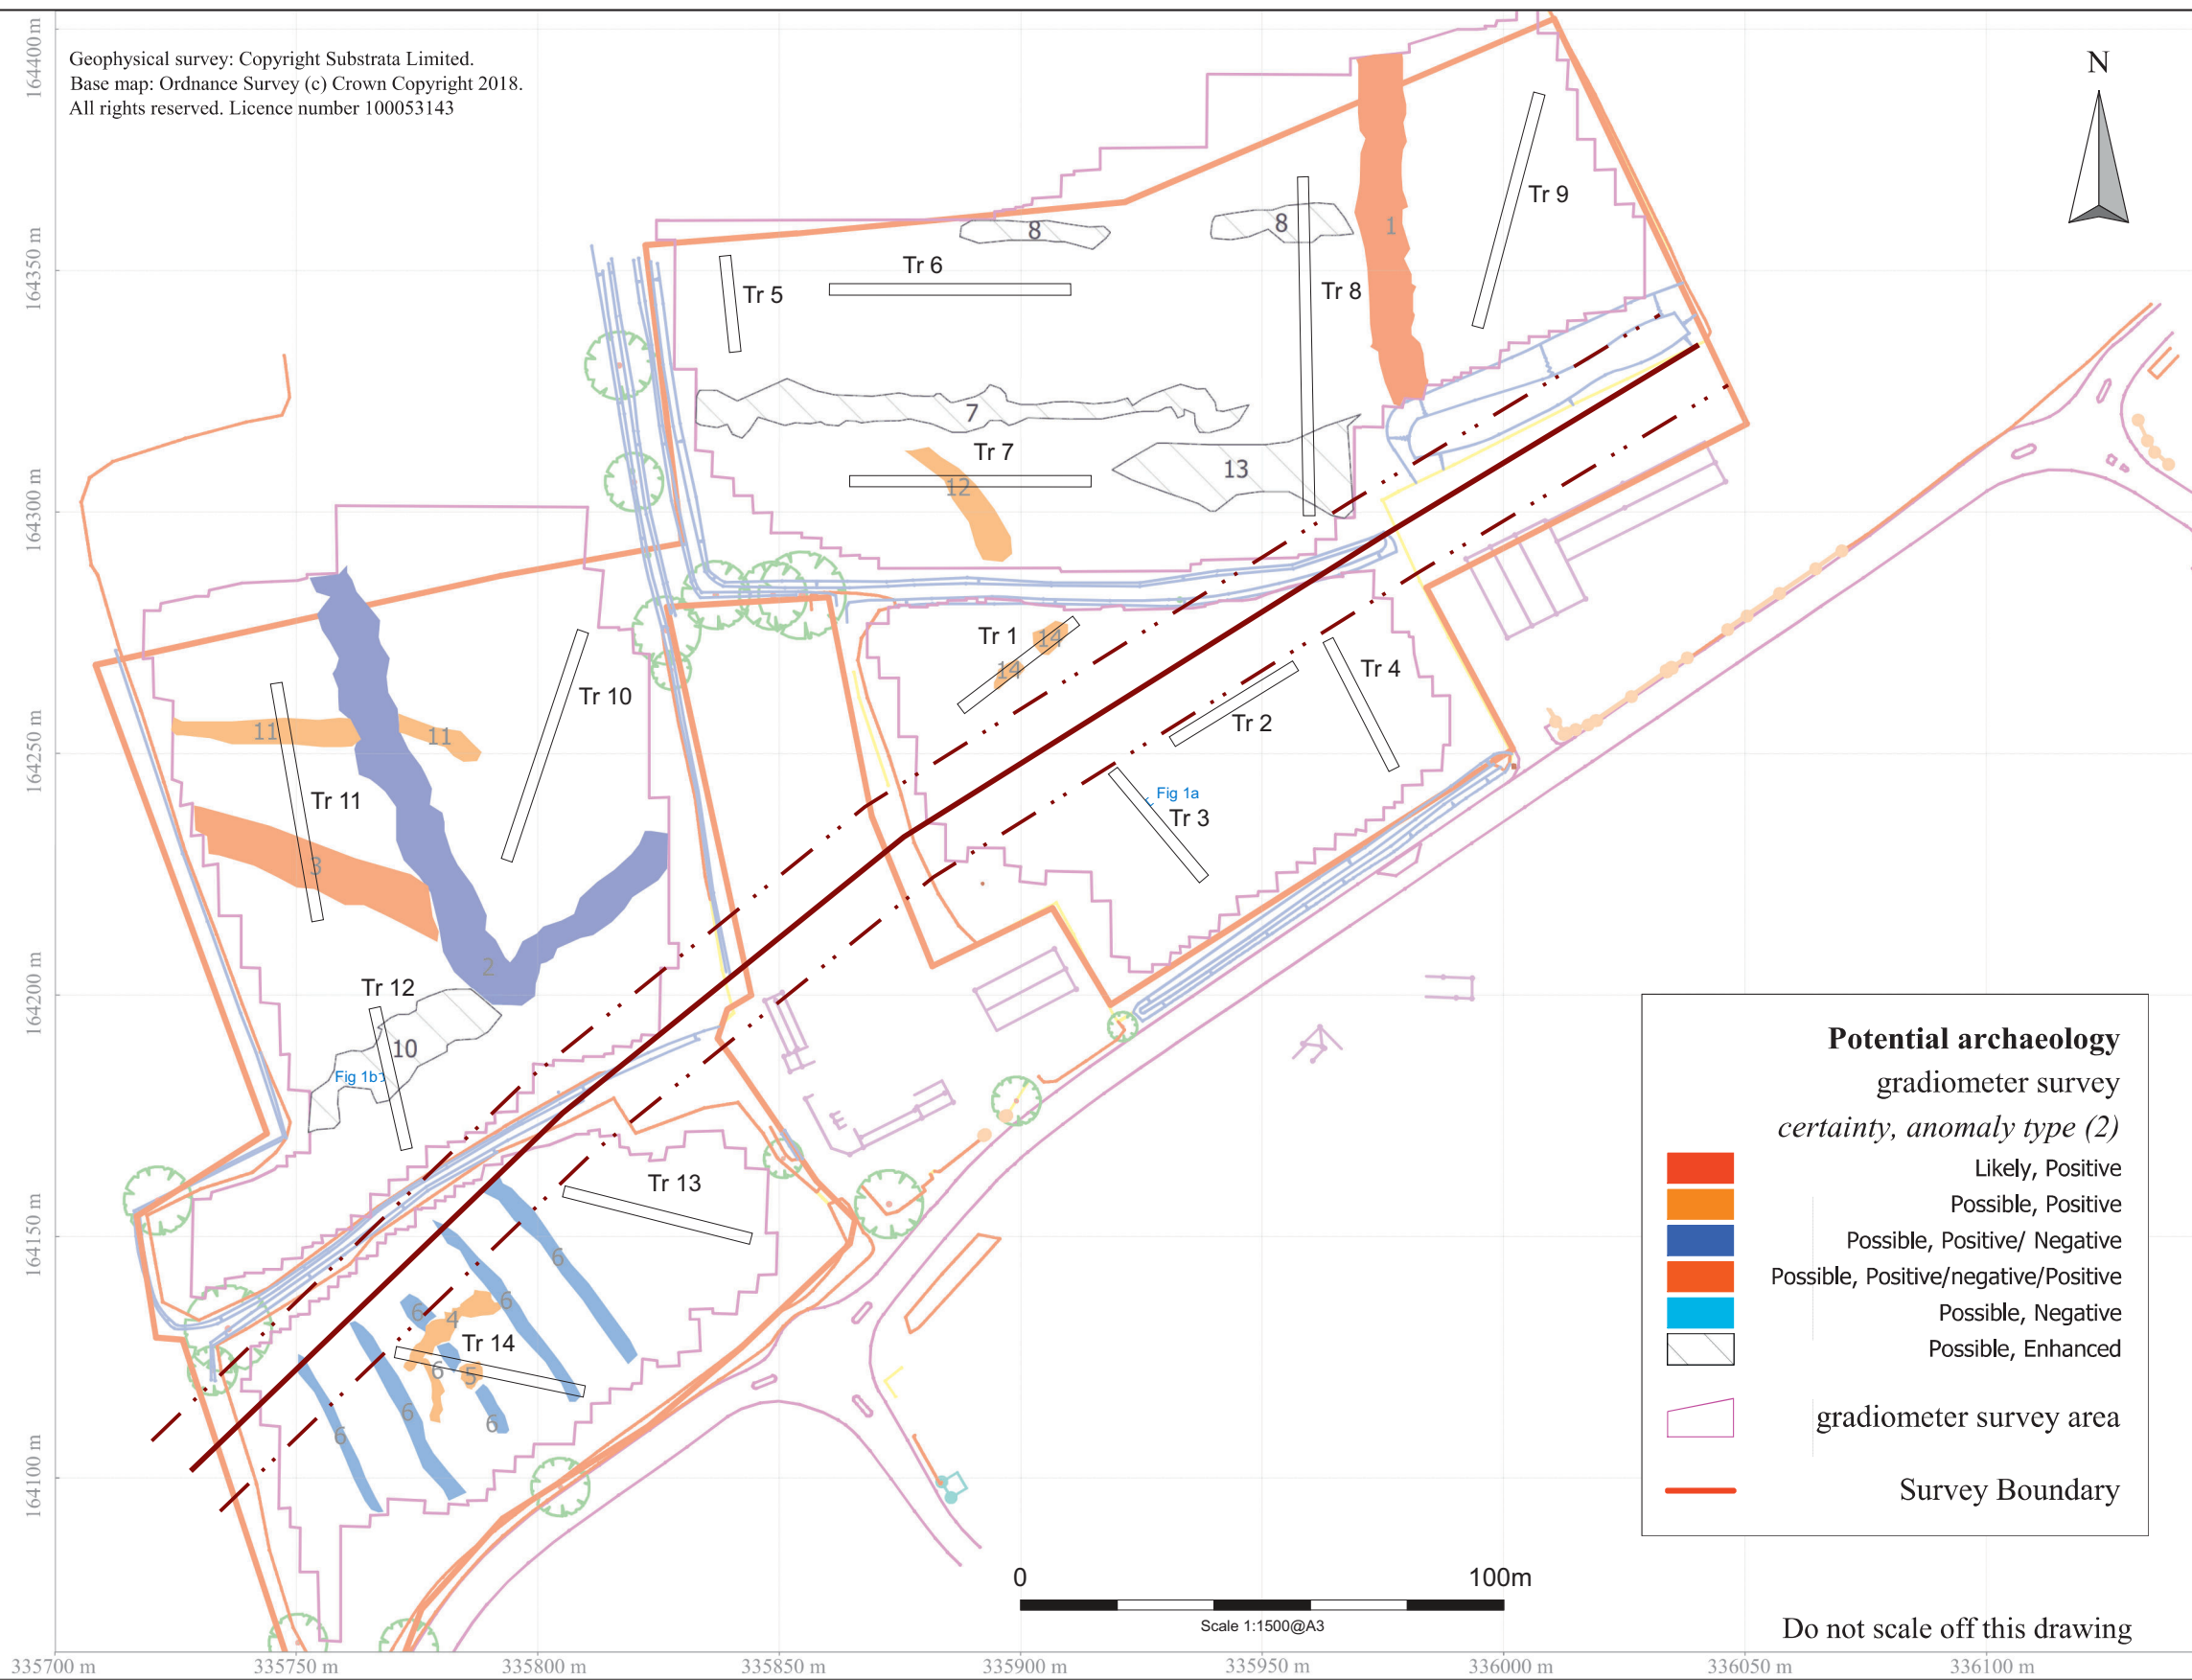 Geophysical survey: Copyright Substrata Limited.
Base map: Ordnance Survey (c) Crown Copyright 2018.
All rights reserved. Licence number 100053143
N
164400 m
164350 m
164300 m
164250 m
164200 m
164150 m
164100 m
Tr 9
8
8
1
Tr 6
Tr 5
Tr 8
7
Tr 7
13
12
Tr 1
14
14
Tr 4
Tr 2
Tr 10
11
11
Tr 11
Fig 1a
Tr 3
3
2
Tr 12
10
Fig 1b
Tr 13
6
6
6
4
Tr 14
6
5
6
6
6
Potential archaeology
gradiometer survey
certainty, anomaly type (2)
Likely, Positive
Possible, Positive
Possible, Positive/ Negative
Possible, Positive/negative/Positive
Possible, Negative
Possible, Enhanced
gradiometer survey area
Survey Boundary
0 100m
Scale 1:1500@A3
Do not scale off this drawing
335700 m 335750 m 335800 m 335850 m 335900 m 335950 m 336000 m 336050 m 336100 m